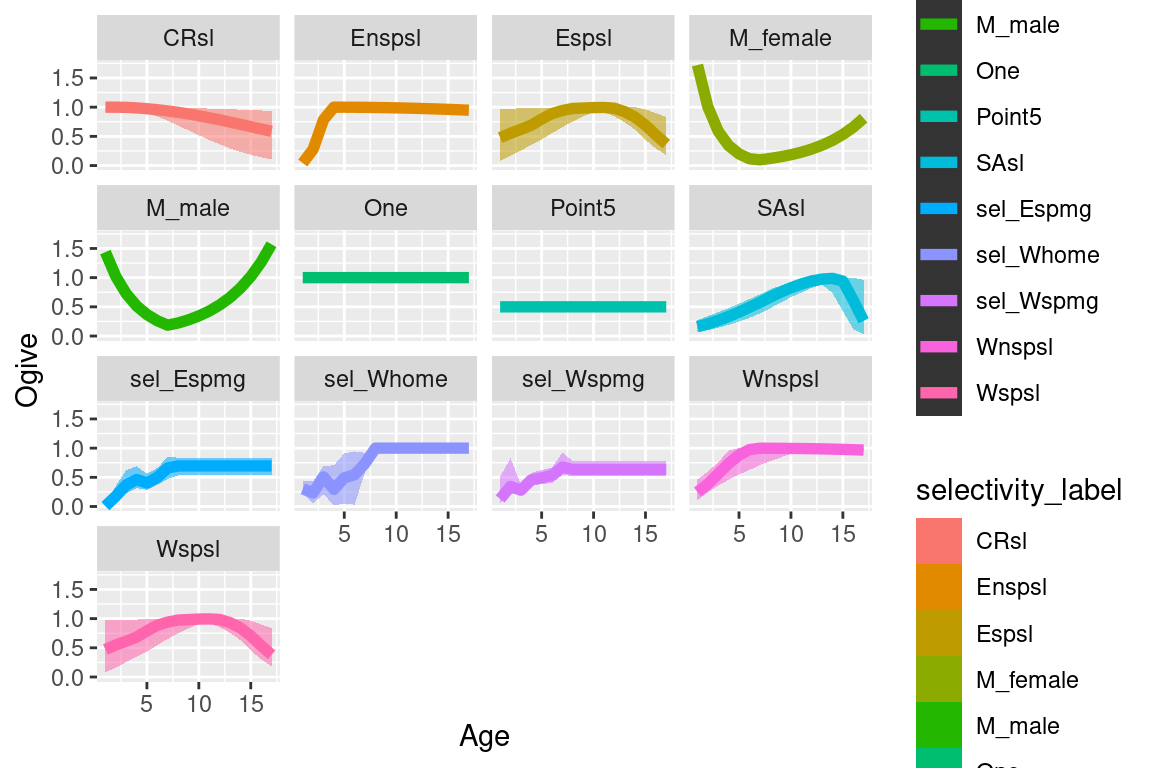 CRsl Enspsl Espsl M_female
1.5
1.0
0.5
0.0
M_male One Point5 SAsl
1.5
1.0
0.5
0.0
sel_Espmg sel_Whome sel_Wspmg Wnspsl
1.5
1.0
0.5
0.0
5 10 15 5 10 15 5 10 15
Wspsl
1.5
1.0
0.5
0.0
5 10 15
Ogive
Age
M_male
One
Point5
SAsl
sel_Espmg
sel_Whome
sel_Wspmg
Wnspsl
Wspsl
selectivity_label
CRsl
Enspsl
Espsl
M_female
M_male